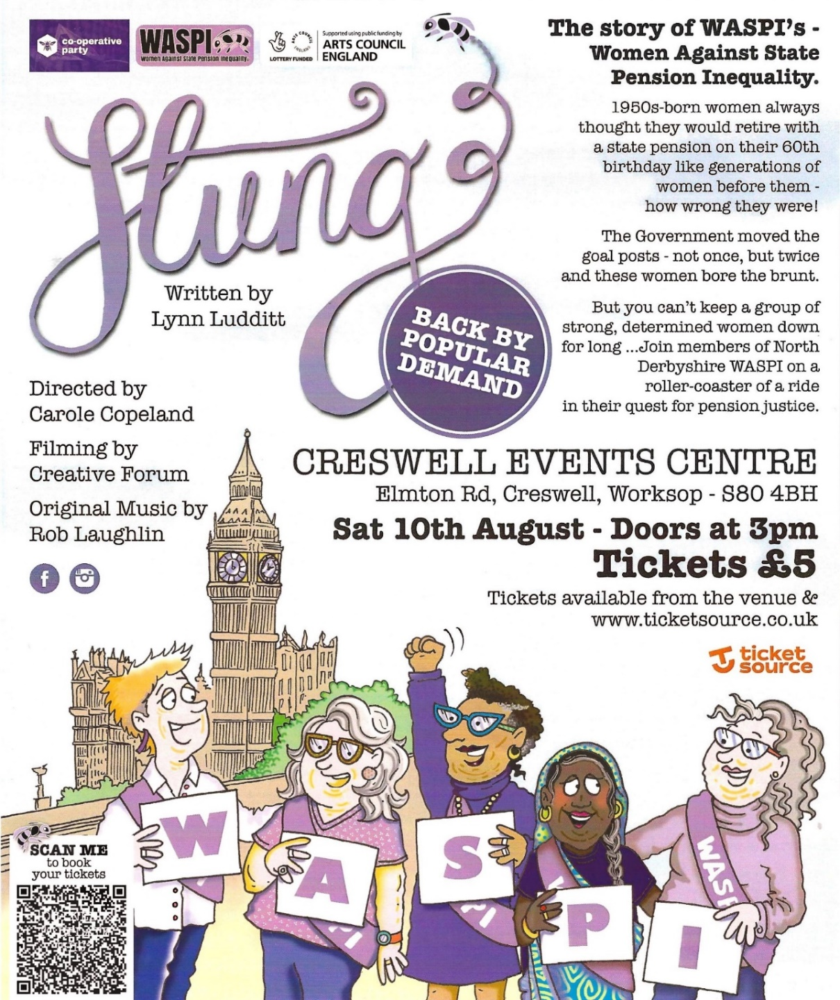 co-operative
party
WASPI
Women Against State Pension Inequality
LOTTERY FUNDED
ARTS COUNCIL
ENGLAND
Supported using public funding by
ARTS COUNCIL
ENGLAND
Stung
Written by
Lynn Ludditt
BACK BY
POPULAR
DEMAND
Directed by
Carole Copeland
Filming by
Creative Forum
Original Music by
Rob Laughlin
The story of WASPI's -
Women Against State
Pension Inequality.
1950s-born women always
thought they would retire with
a state pension on their 60th
birthday like generations of
women before them -
how wrong they were!
The Government moved the
goal posts - not once, but twice
and these women bore the brunt.
But you can't keep a group of
strong, determined women down
for long ...Join members of North
Derbyshire WASPI on a
roller-coaster of a ride
in their quest for pension justice.
CRESWELL EVENTS CENTRE
Elmton Rd, Creswell, Worksop - S80 4BH
Sat 10th August - Doors at 3pm
Tickets £5
Tickets available from the venue &
www.ticketsource.co.uk
ticket
source
W
A
S
P
I
WASP
PI
PI
SCAN ME
to book
your tickets